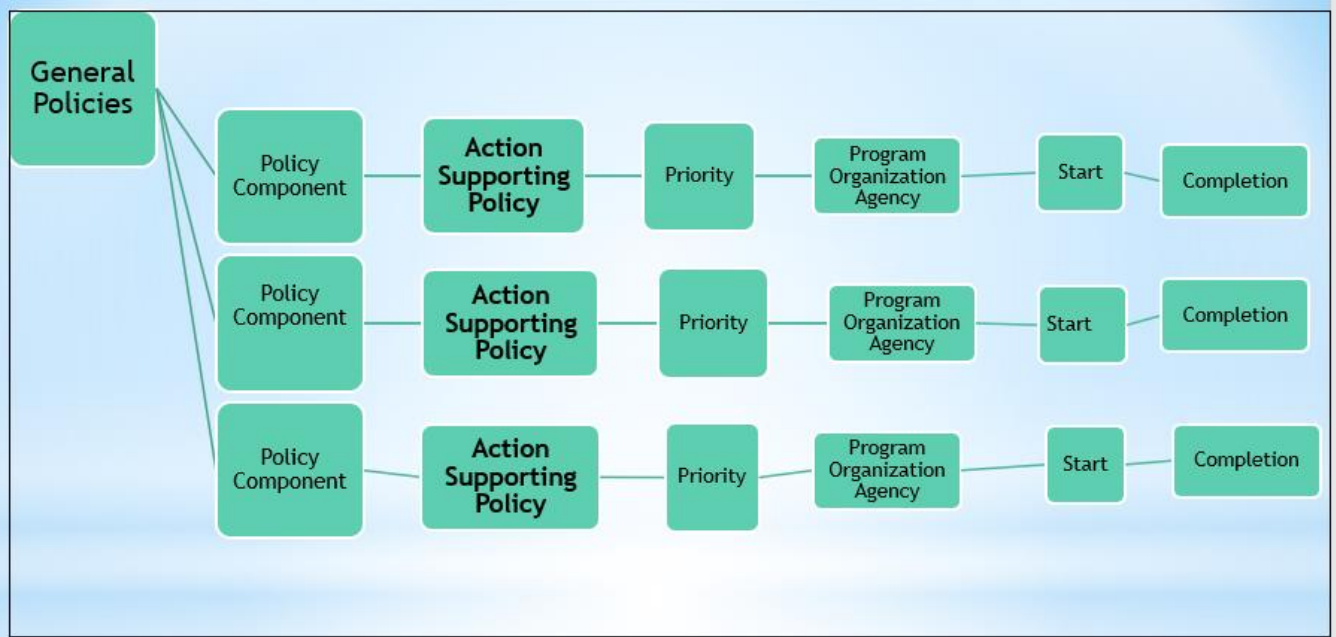 General
Policies
Policy
Component
Action
Supporting
Policy
Priority
Program
Organization
Agency
Start
Completion
Policy
Component
Action
Supporting
Policy
Priority
Program
Organization
Agency
Start
Completion
Policy
Component
Action
Supporting
Policy
Priority
Program
Organization
Agency
Start
Completion